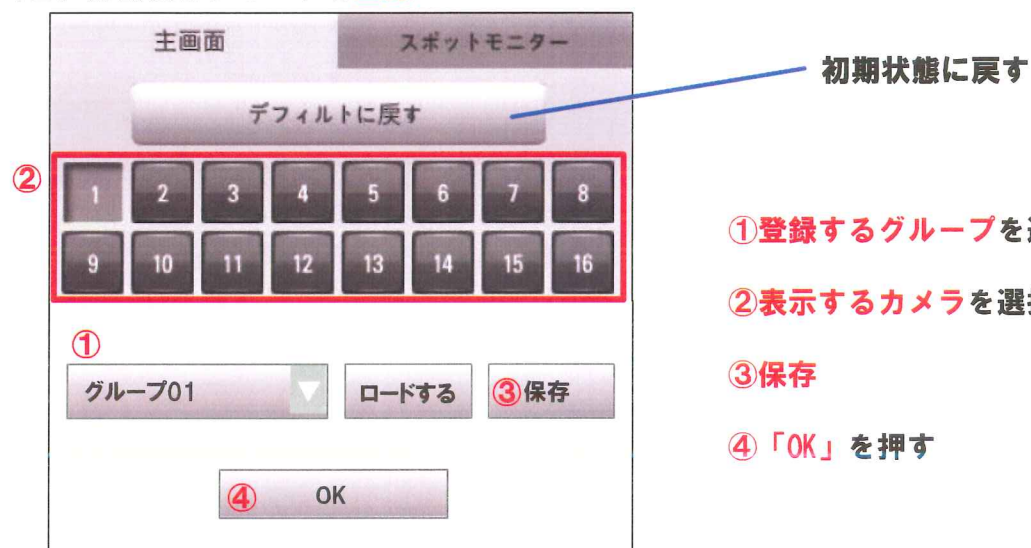 主画面
スポットモニター
初期状態に戻す
デフィルトに戻す
②
1 2 3 4 5 6 7 8
9 10 11 12 13 14 15 16
①登録するグループを
②表示するカメラを選
①
グループ01 ロードする ③保存
③保存
④「OK」を押す
④ OK